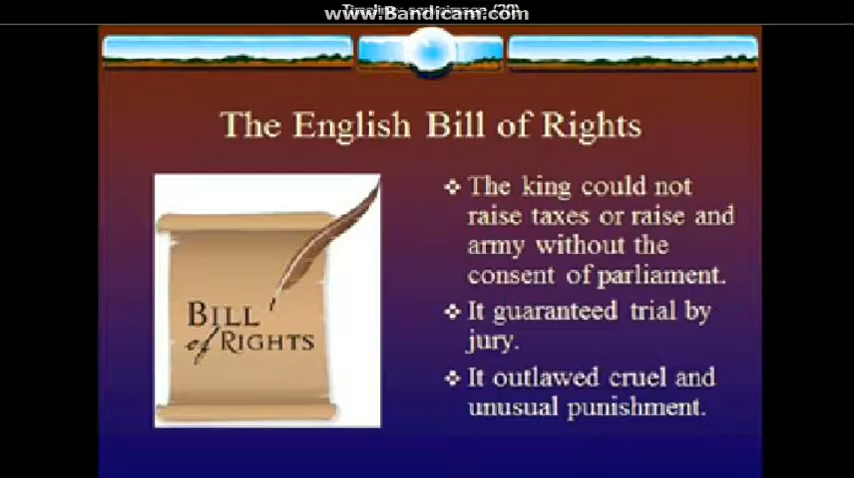 www.Bandicam.com
The English Bill of Rights
❖ The king could not
raise taxes or raise and
army without the
consent of parliament.
❖ It guaranteed trial by
jury.
❖ It outlawed cruel and
unusual punishment.
BILL
of RIGHTS